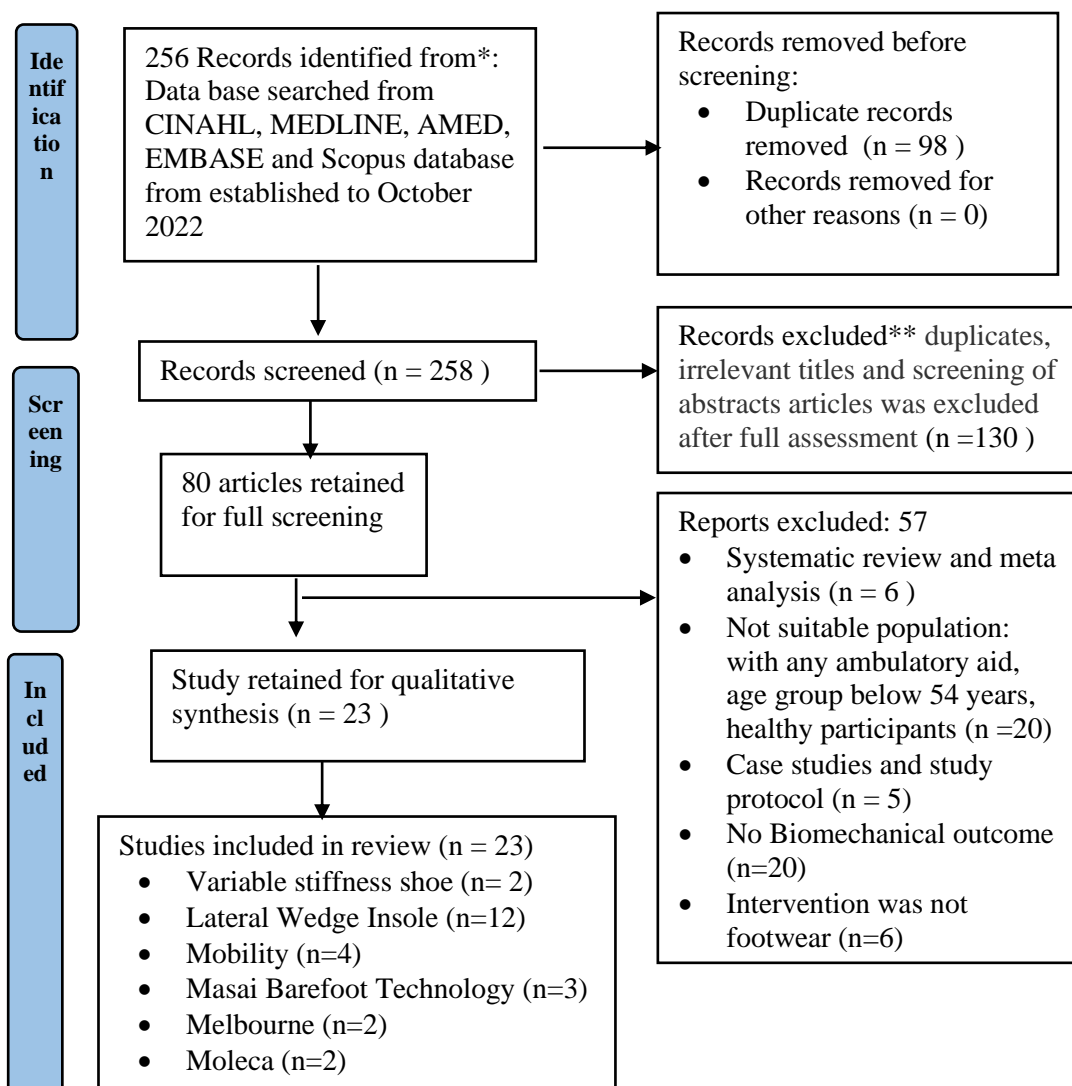 Ide
ntif
ica
tio
n
256 Records identified from*:
Data base searched from
CINAHL, MEDLINE, AMED,
EMBASE and Scopus database
from established to October
2022
Records removed before
screening:
• Duplicate records
removed (n = 98 )
• Records removed for
other reasons (n = 0)
Scr
een
ing
Records screened (n = 258 )
Records excluded** duplicates,
irrelevant titles and screening of
abstracts articles was excluded
after full assessment (n =130 )
80 articles retained
for full screening
Reports excluded: 57
• Systematic review and meta
analysis (n = 6 )
• Not suitable population:
with any ambulatory aid,
age group below 54 years,
healthy participants (n =20)
• Case studies and study
protocol (n = 5)
• No Biomechanical outcome
(n=20)
• Intervention was not
footwear (n=6)
In
cl
ud
ed
Study retained for qualitative
synthesis (n = 23 )
Studies included in review (n = 23)
• Variable stiffness shoe (n= 2)
• Lateral Wedge Insole (n=12)
• Mobility (n=4)
• Masai Barefoot Technology (n=3)
• Melbourne (n=2)
• Moleca (n=2)